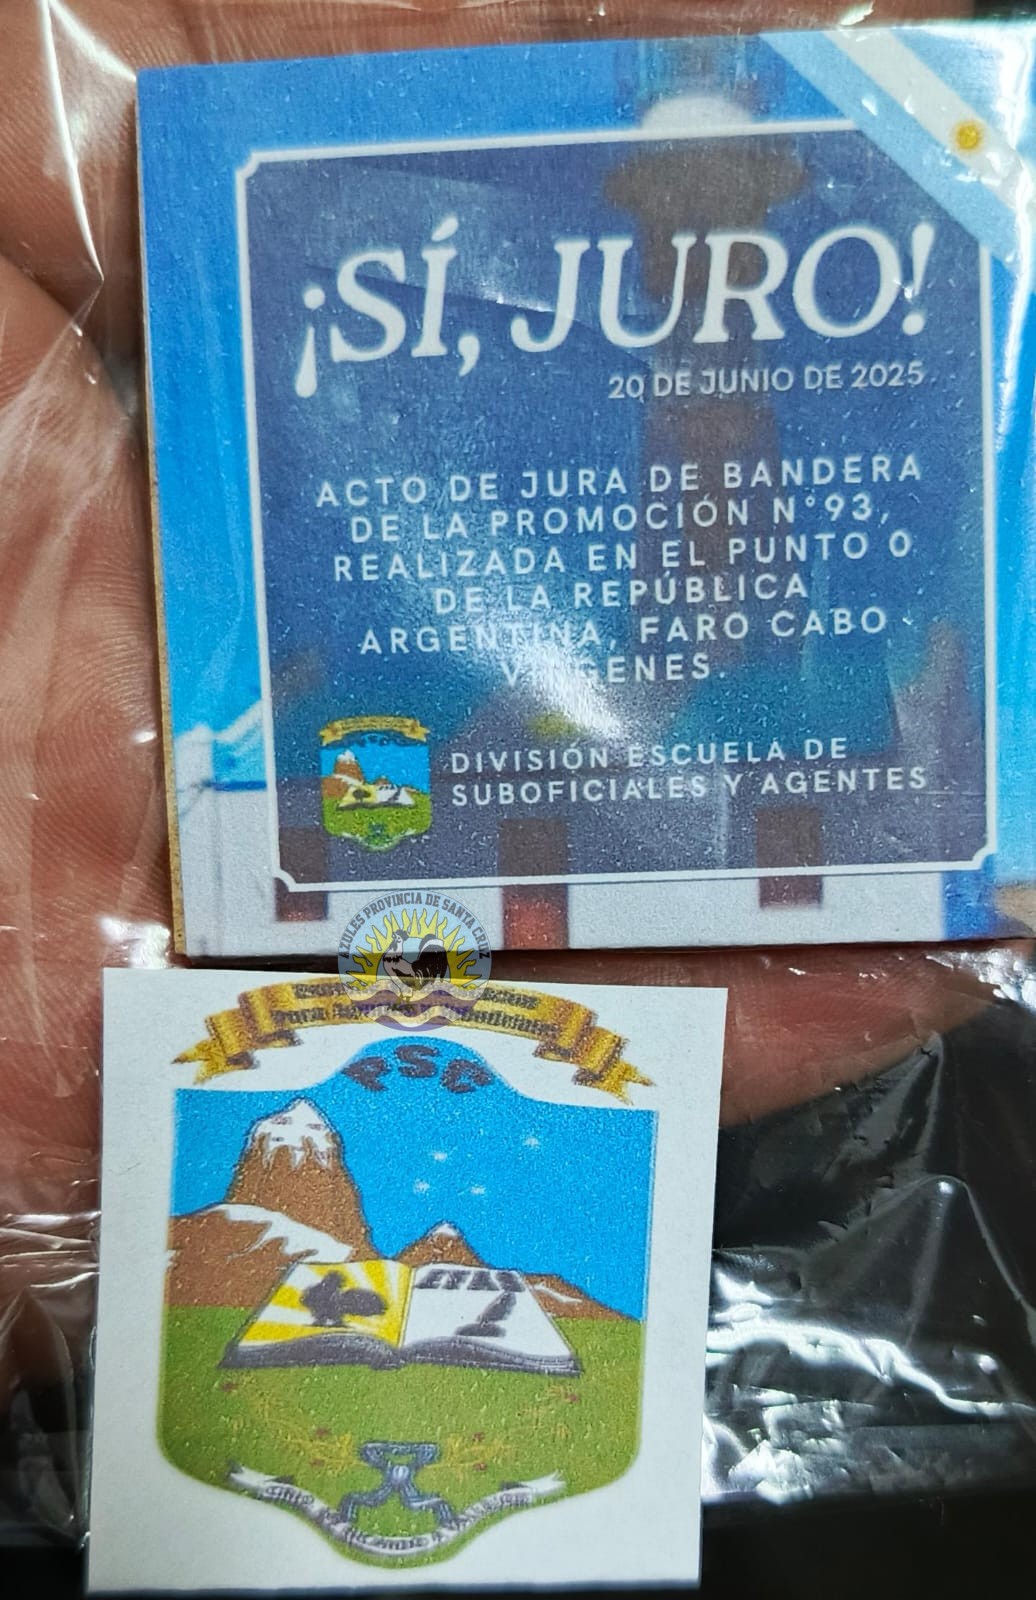 ¡SÍ, JURO!
20 DE JUNIO DE 2025
ACTO DE JURA DE BANDERA
DE LA PROMOCIÓN N°93,
REALIZADA EN EL PUNTO 0
DE LA REPÚBLICA
ARGENTINA, FARO CABO
DIVISIÓN ESCUELA DE
SUBOFICIALES Y AGENTES
AZULES PROVINCIA DE SANTA CRUZ
PSC